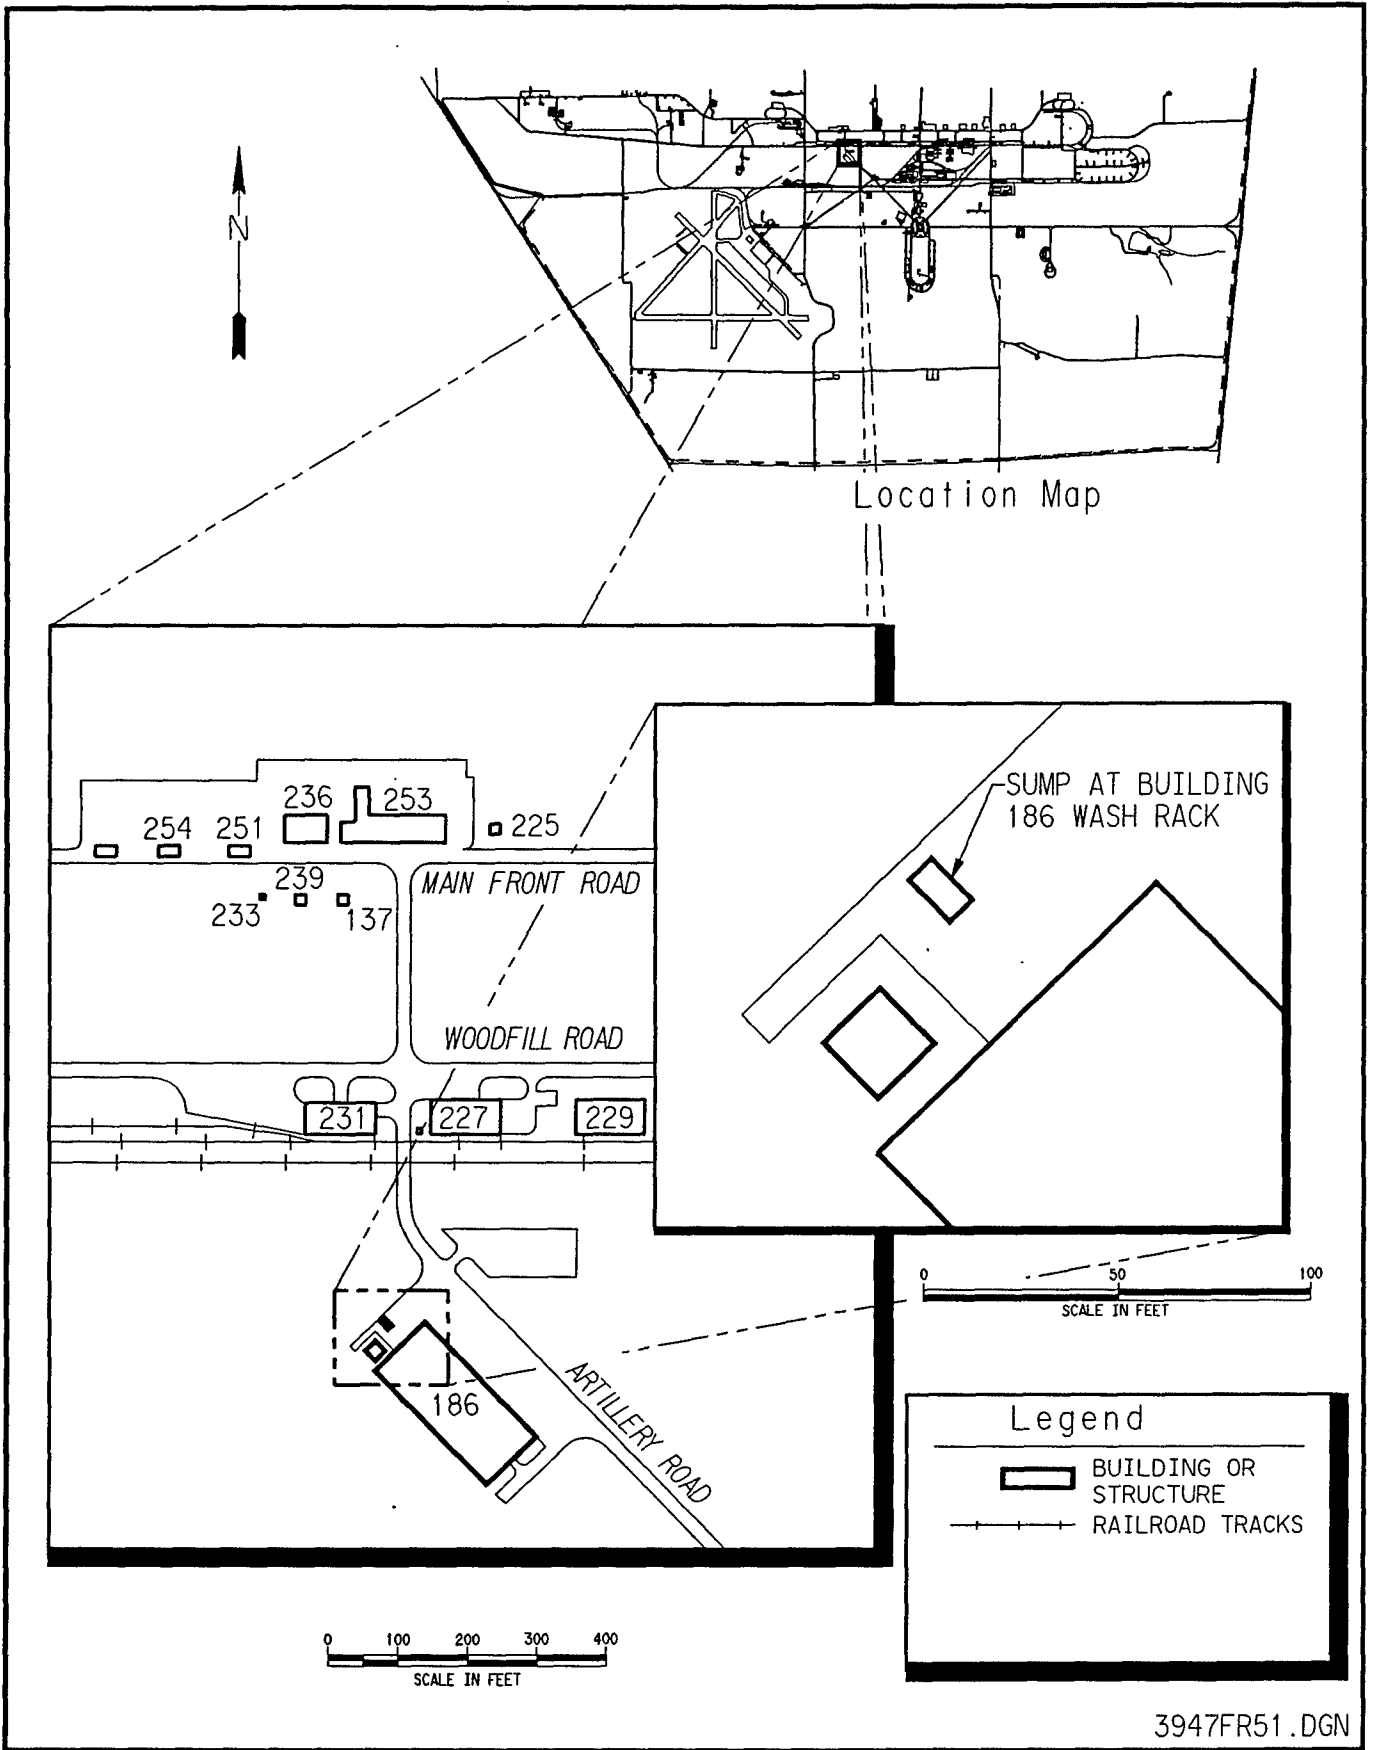 N
Location Map
236
253
254
251
225
MAIN FRONT ROAD
239
233
137
WOODFILL ROAD
231
227
229
186
ARTILLERY ROAD
SUMP AT BUILDING
186 WASH RACK
0 50 100
SCALE IN FEET
Legend
BUILDING OR
STRUCTURE
RAILROAD TRACKS
0 100 200 300 400
SCALE IN FEET
3947FR51.DGN